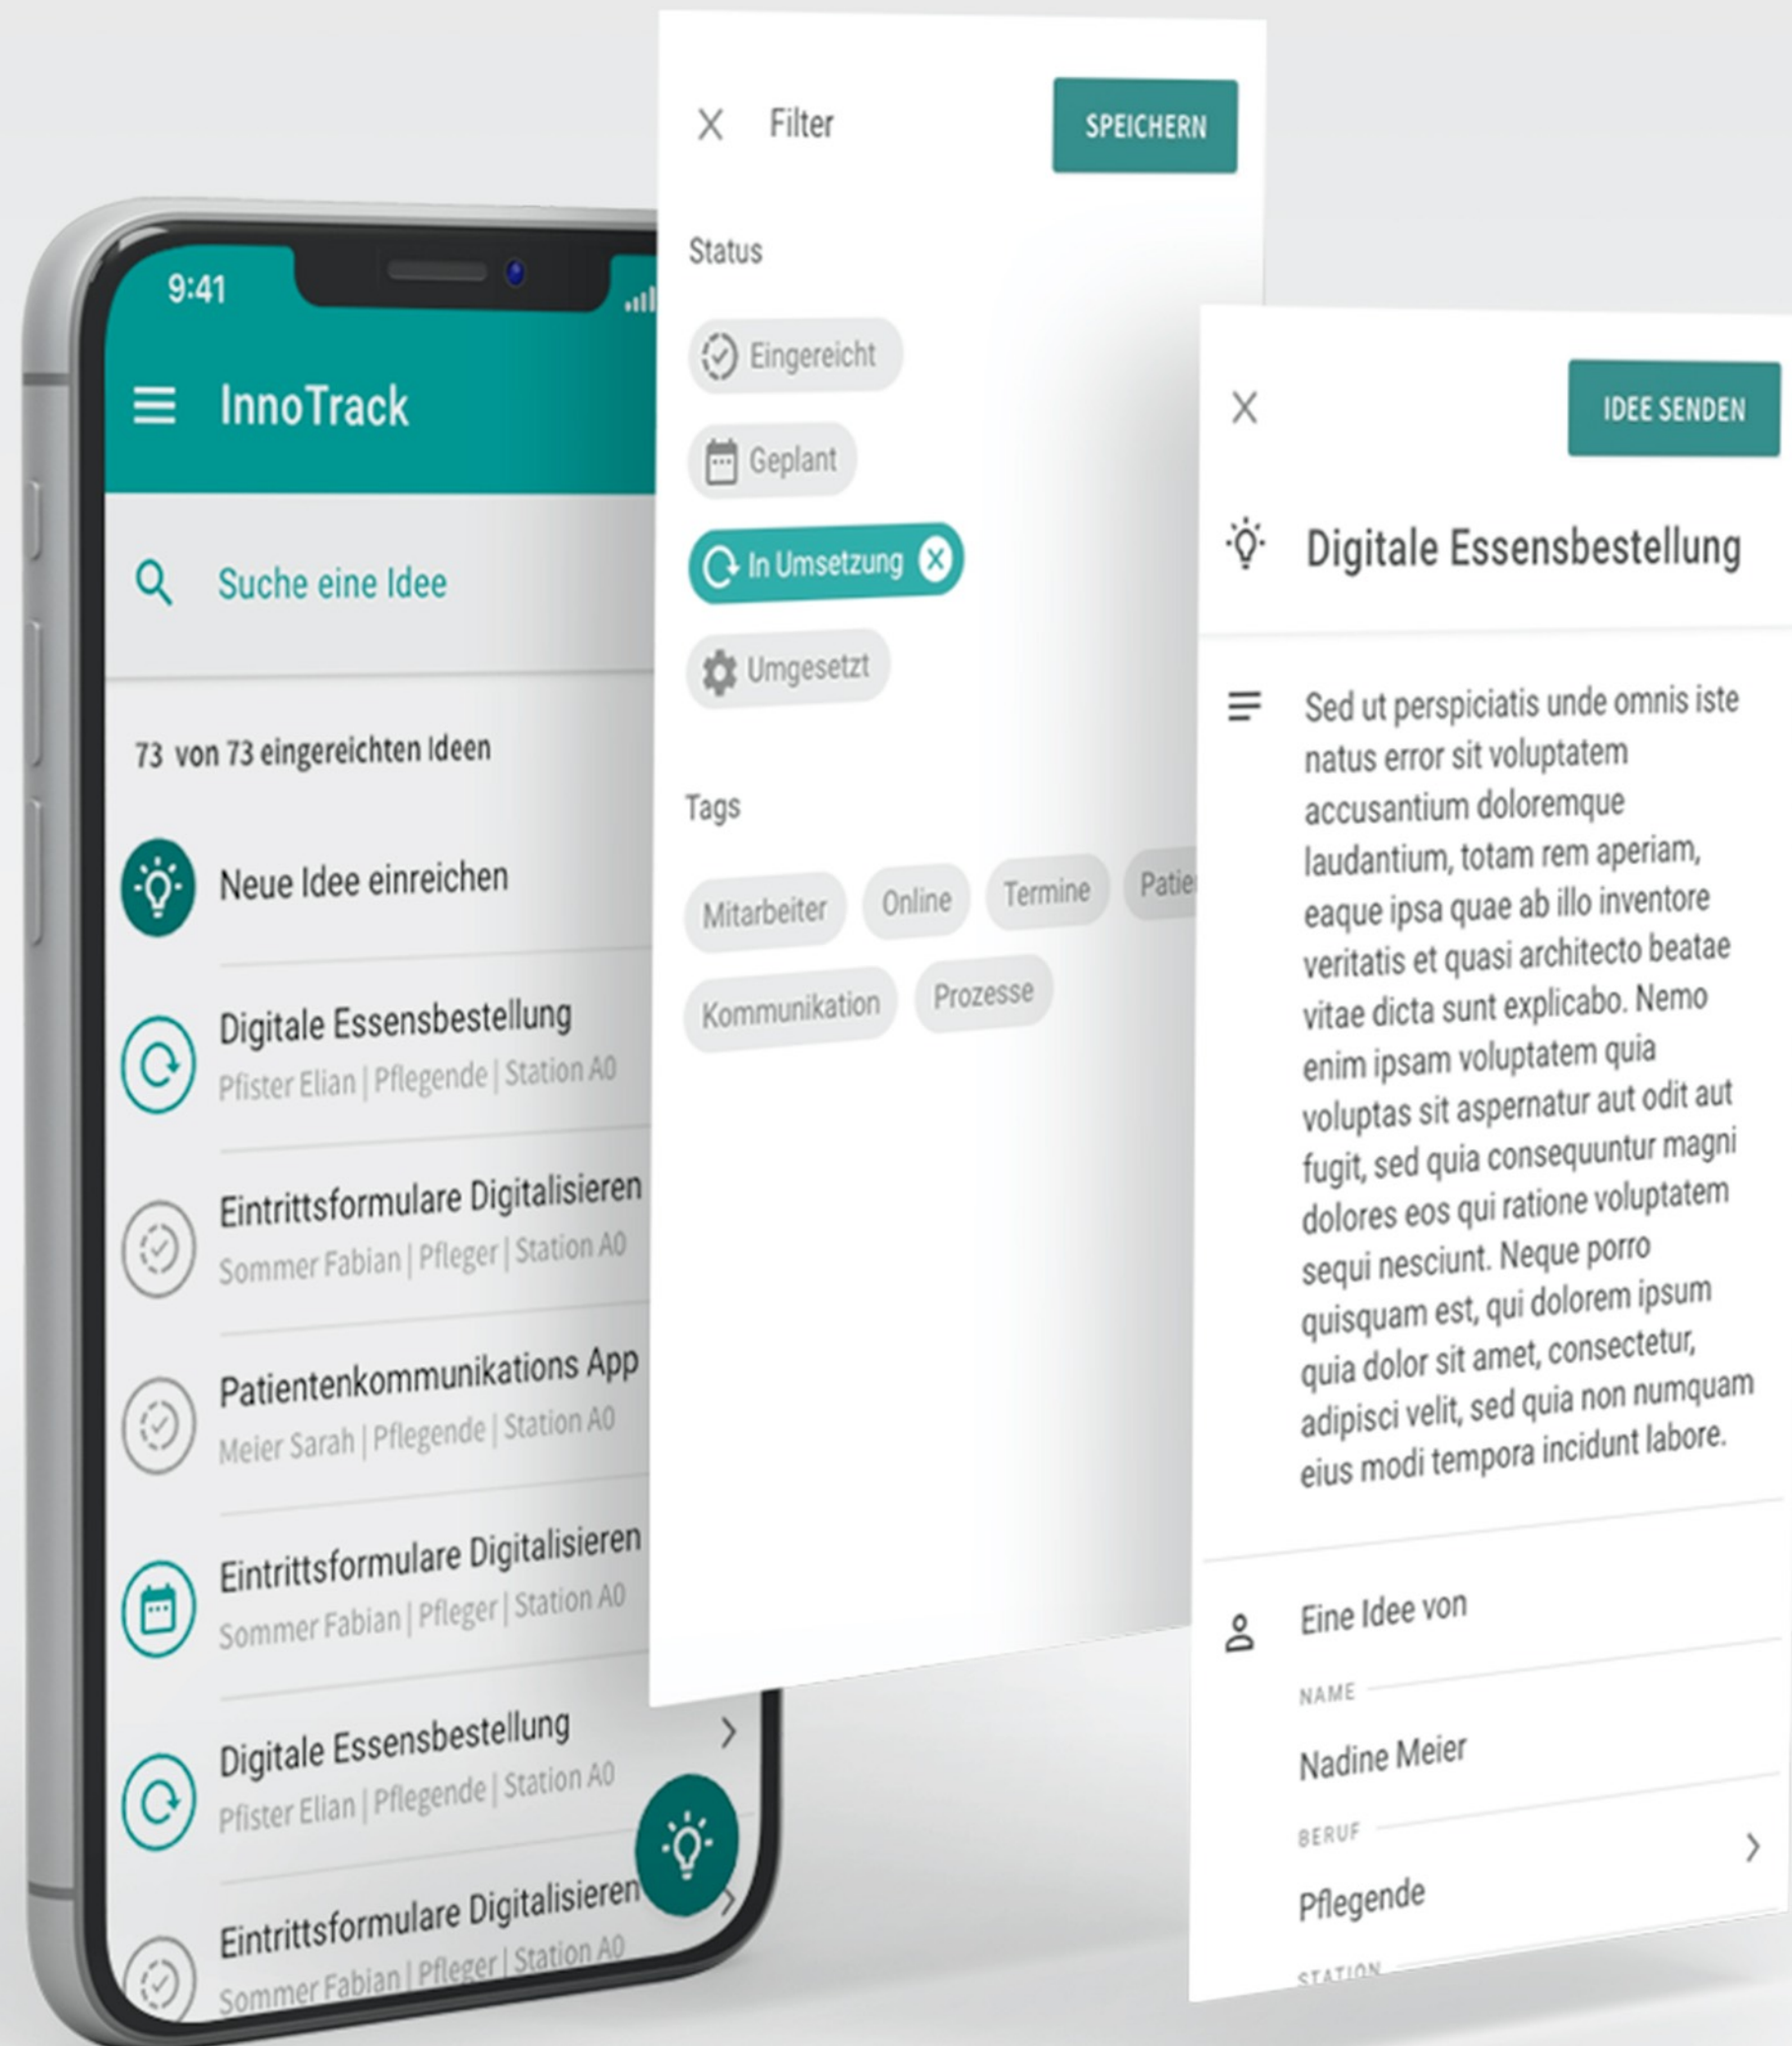 9:41
InnoTrack
Suche eine Idee
73 von 73 eingereichten Ideen
Neue Idee einreichen
Digitale Essensbestellung
Pfister Elian | Pflegende | Station A0
Eintrittsformulare Digitalisieren
Sommer Fabian | Pfleger | Station A0
Patientenkommunikations App
Meier Sarah | Pflegende | Station A0
Eintrittsformulare Digitalisieren
Sommer Fabian | Pfleger | Station A0
Digitale Essensbestellung
Pfister Elian | Pflegende | Station A0
Eintrittsformulare Digitalisieren
Sommer Fabian | Pfleger | Station A0
Filter
SPEICHERN
Status
Eingereicht
Geplant
In Umsetzung
Umgesetzt
Tags
Mitarbeiter Online Termine
Kommunikation Prozesse
IDEE SENDEN
Digitale Essensbestellung
Sed ut perspiciatis unde omnis iste
natus error sit voluptatem
accusantium doloremque
laudantium, totam rem aperiam,
eaque ipsa quae ab illo inventore
veritatis et quasi architecto beatae
vitae dicta sunt explicabo. Nemo
enim ipsam voluptatem quia
voluptas sit aspernatur aut odit aut
fugit, sed quia consequuntur magni
dolores eos qui ratione voluptatem
sequi nesciunt. Neque porro
quisquam est, qui dolorem ipsum
quia dolor sit amet, consectetur,
adipisci velit, sed quia non numquam
eius modi tempora incidunt labore.
Eine Idee von
NAME
Nadine Meier
BERUF
Pflegende
STATION